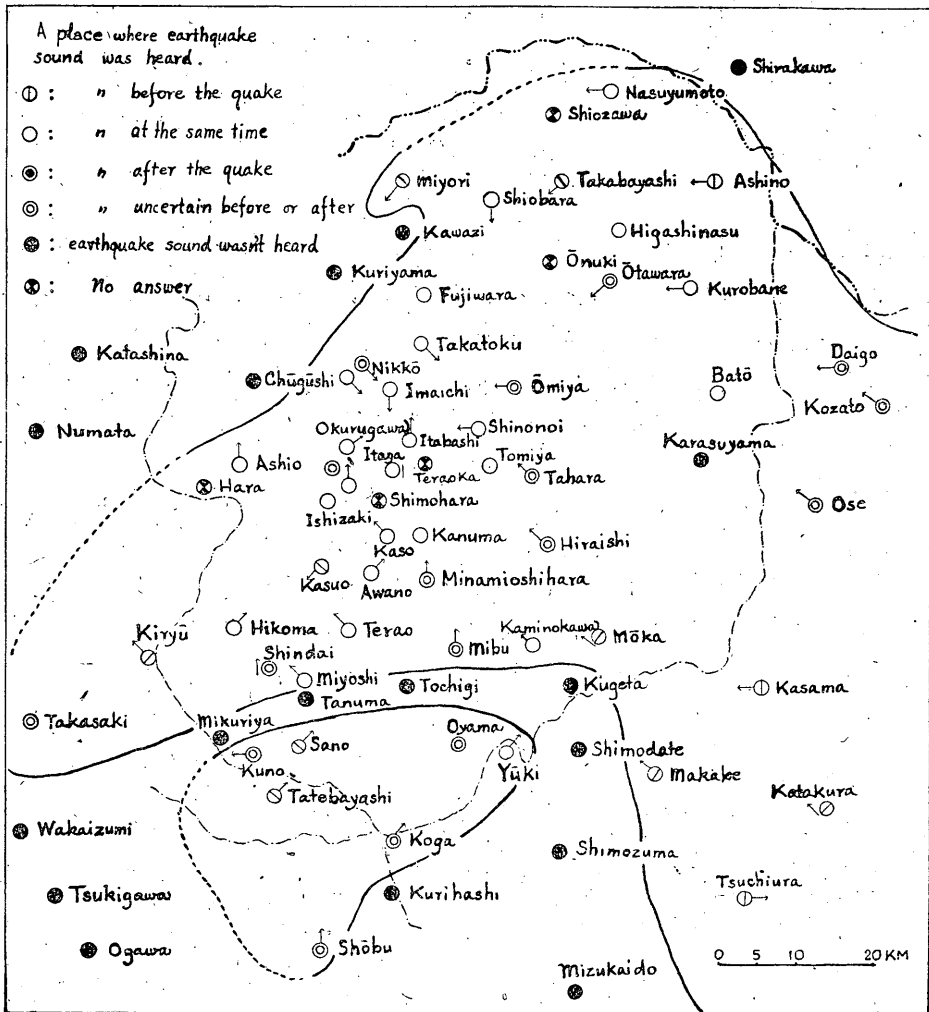 A place where earthquake
sound was heard.
: 〃 before the quake
: 〃 at the same time
: 〃 after the quake
: 〃 uncertain before or after
: earthquake sound wasn't heard
: No answer
Shirakawa
Nasuyumoto
Shiozawa
Miyori
Takabayashi
Ashino
Shiobara
Kawazi
Higashinasu
Kuriyama
Ōnuki
Ōtawara
Fujiwara
Kurobane
Katashina
Takatoku
Daigo
Chūgūshi
Nikkō
Imaichi
Ōmiya
Batō
Kozato
Numata
Okurugawa
Itabashi
Shinonoi
Karasuyama
Ashio
Itaga
Teraoka
Tomiya
Tahara
Hara
Shimohara
Ose
Ishizaki
Kaso
Kanuma
Hiraishi
Kasuo
Awano
Minamioshihara
Kiryū
Hikoma
Terao
Kaminokawa
Mōka
Shindai
Mibu
Miyoshi
Tochigi
Kugeta
Kasama
Tanuma
Takasaki
Mikuriya
Sano
Oyama
Shimodate
Kuno
Yūki
Makabe
Tatebayashi
Katakura
Wakaizumi
Koga
Shimozuma
Tsukigawa
Kurihashi
Tsuchiura
Ogawa
Shōbu
Mizukaido
0 10 20 KM